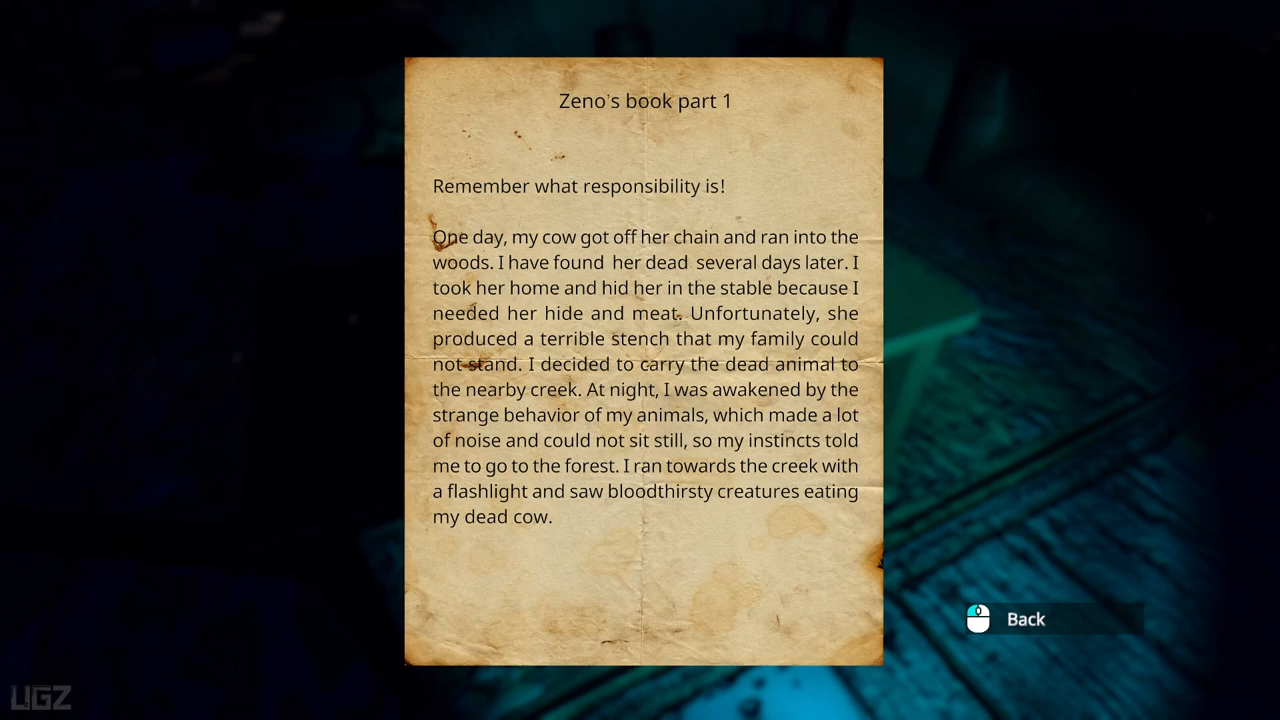 Zeno's book part 1
Remember what responsibility is!
One day, my cow got off her chain and ran into the
woods. I have found her dead several days later. I
took her home and hid her in the stable because I
needed her hide and meat. Unfortunately, she
produced a terrible stench that my family could
not stand. I decided to carry the dead animal to
the nearby creek. At night, I was awakened by the
strange behavior of my animals, which made a lot
of noise and could not sit still, so my instincts told
me to go to the forest. I ran towards the creek with
a flashlight and saw bloodthirsty creatures eating
my dead cow.
Back
UGZ